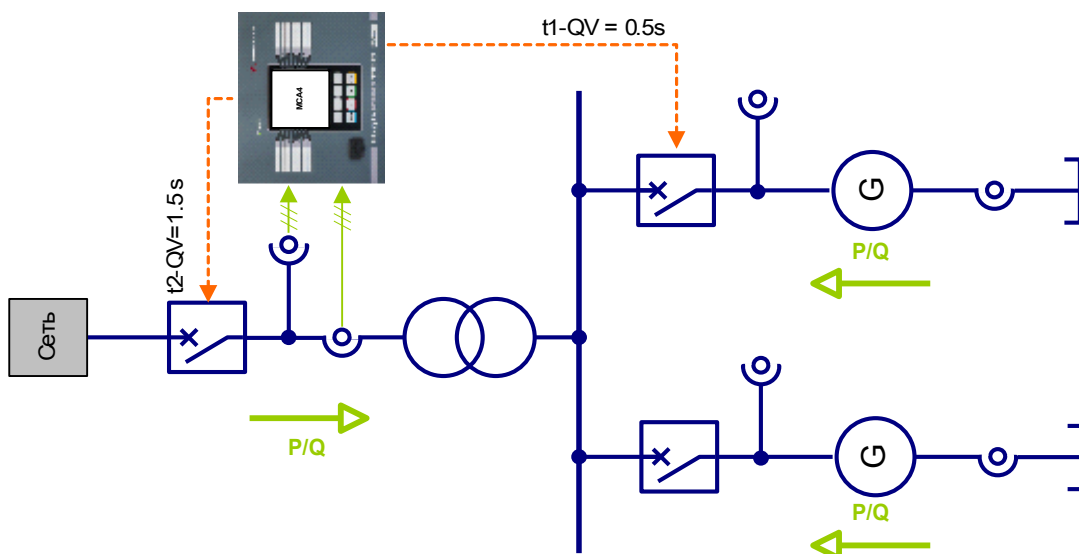 t1-QV = 0.5s
MCA4
t2-QV=1.5 s
G
P/Q
Сеть
P/Q
G
P/Q